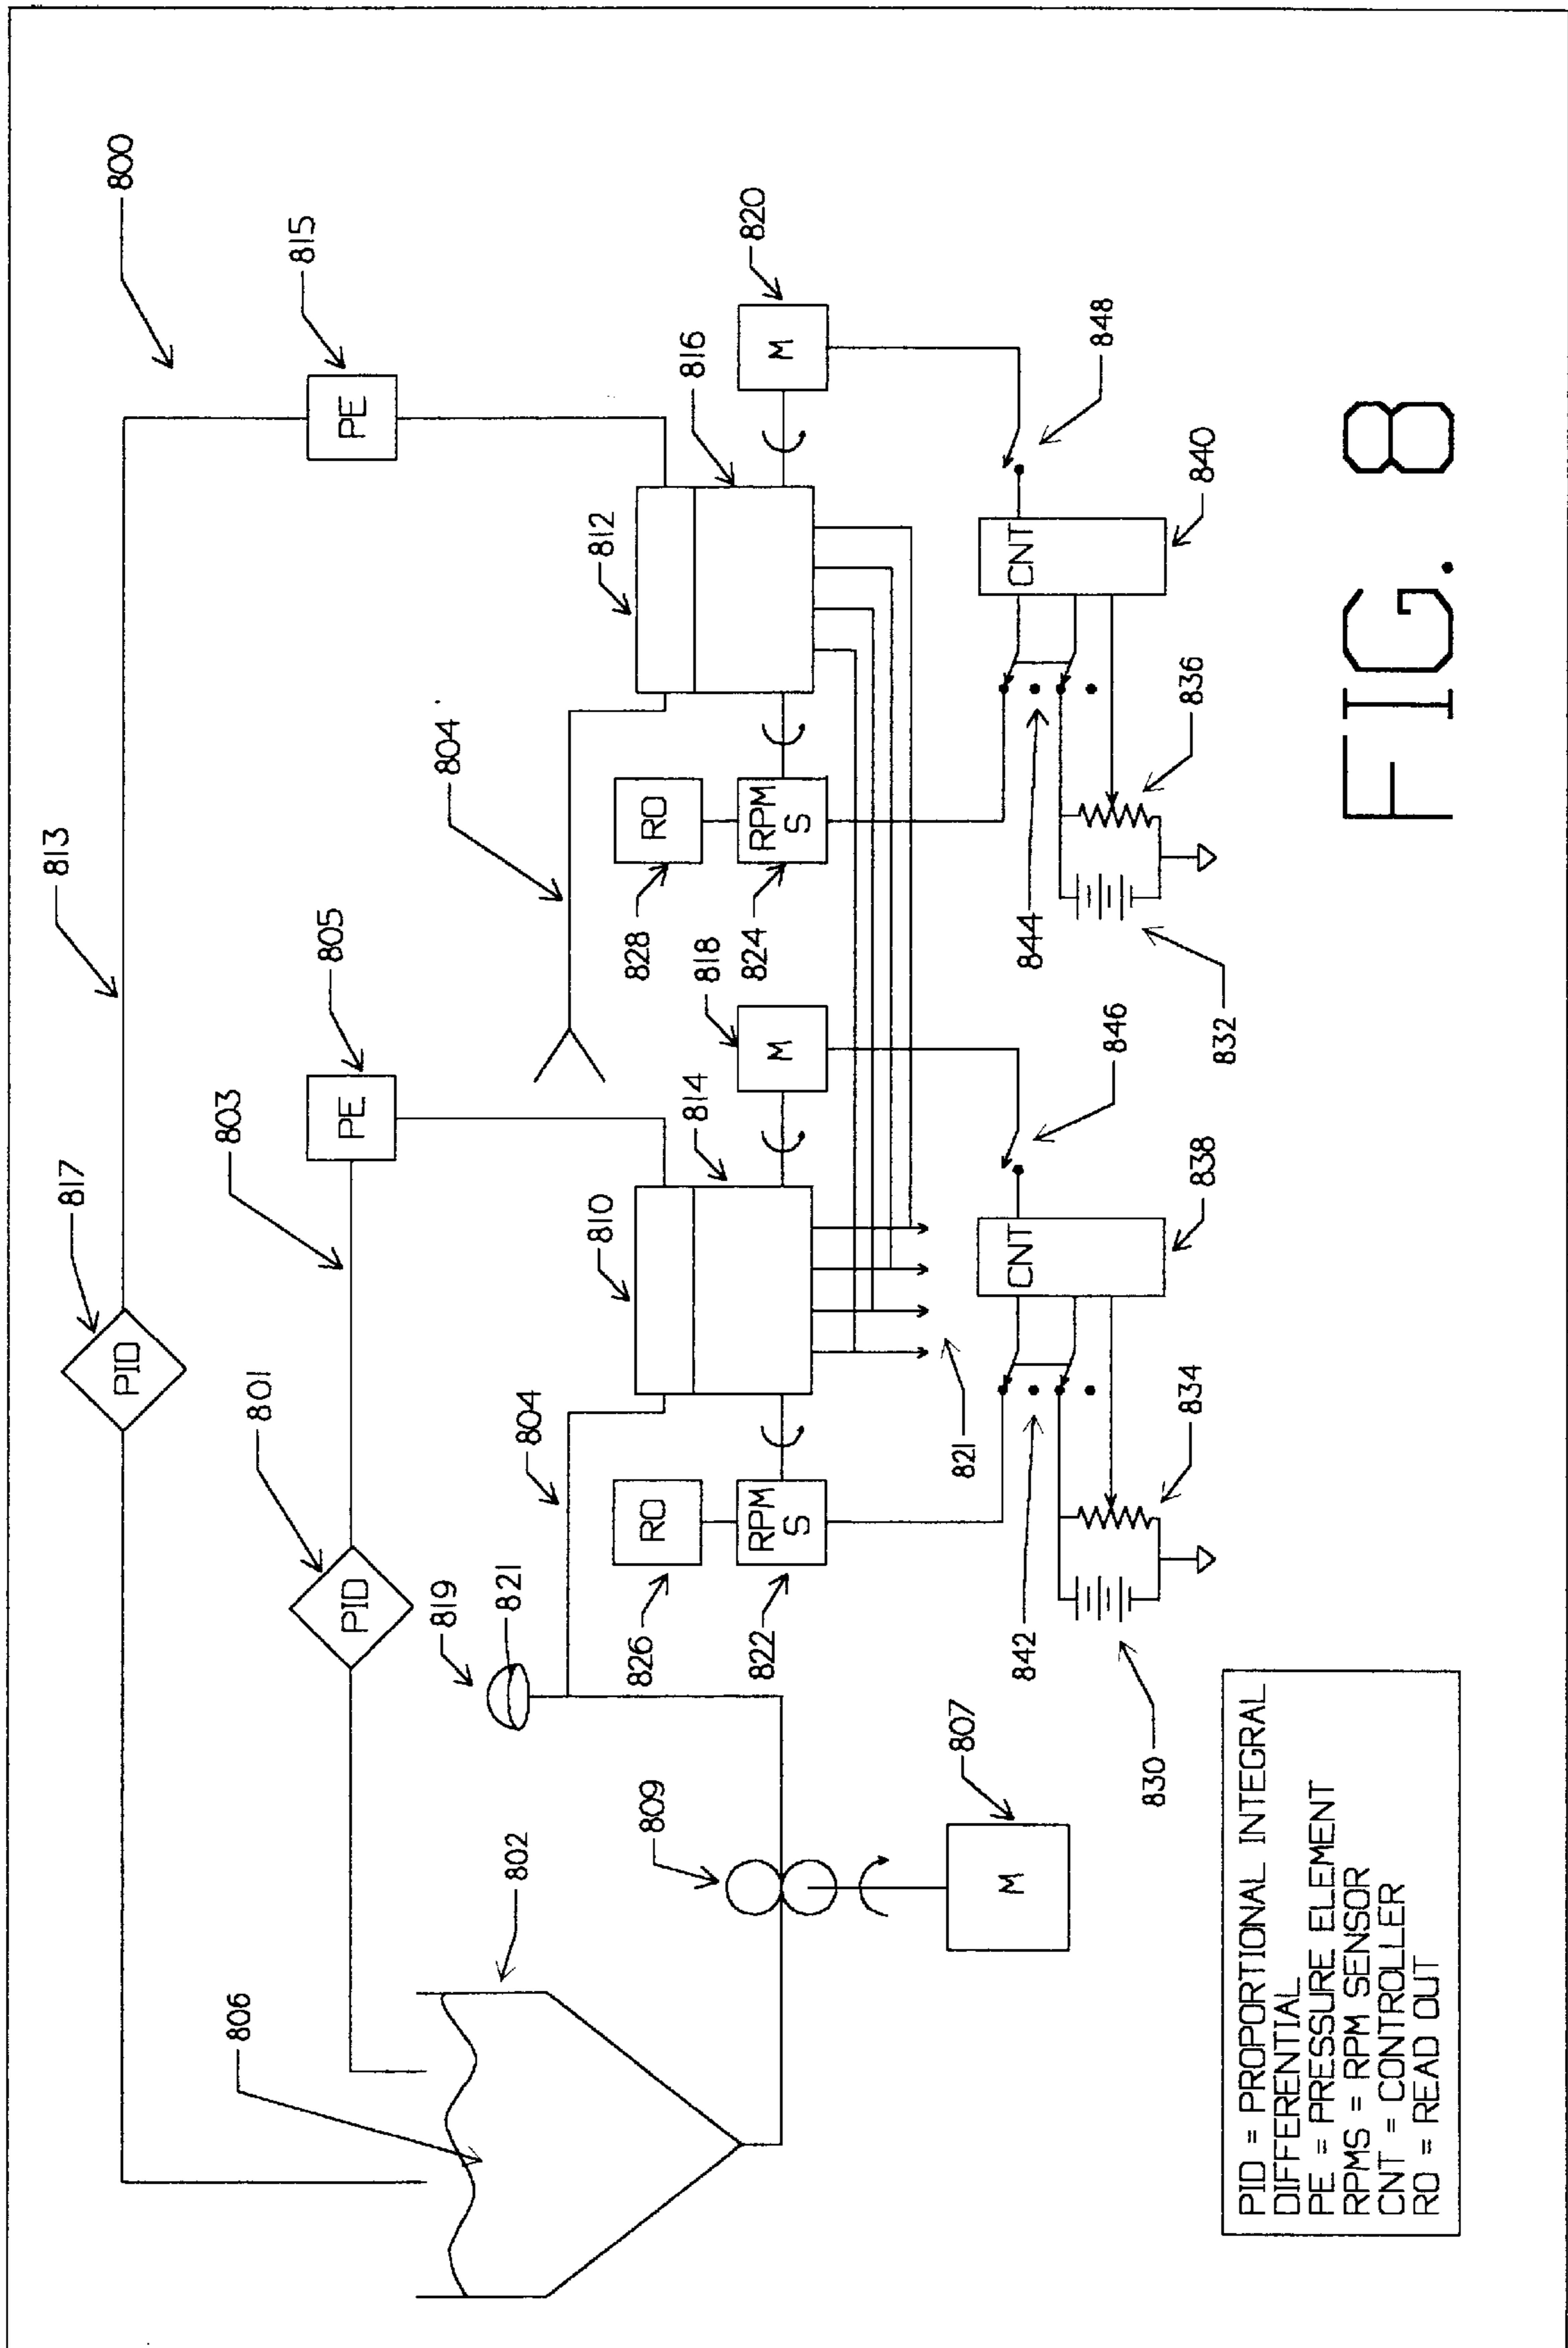 800
813
815
817
PE
803
805
801
PID
PE
PID
804
812
816
820
819
821
804
810
814
818
828
RO
M
826
RO
M
824
RPM
S
822
RPM
S
806
802
809
807
M
821
848
846
CNT
840
CNT
838
844
836
832
842
834
830
PID = PROPORTIONAL INTEGRAL
DIFFERENTIAL
PE = PRESSURE ELEMENT
RPMS = RPM SENSOR
CNT = CONTROLLER
RO = READ OUT
FIG. 8